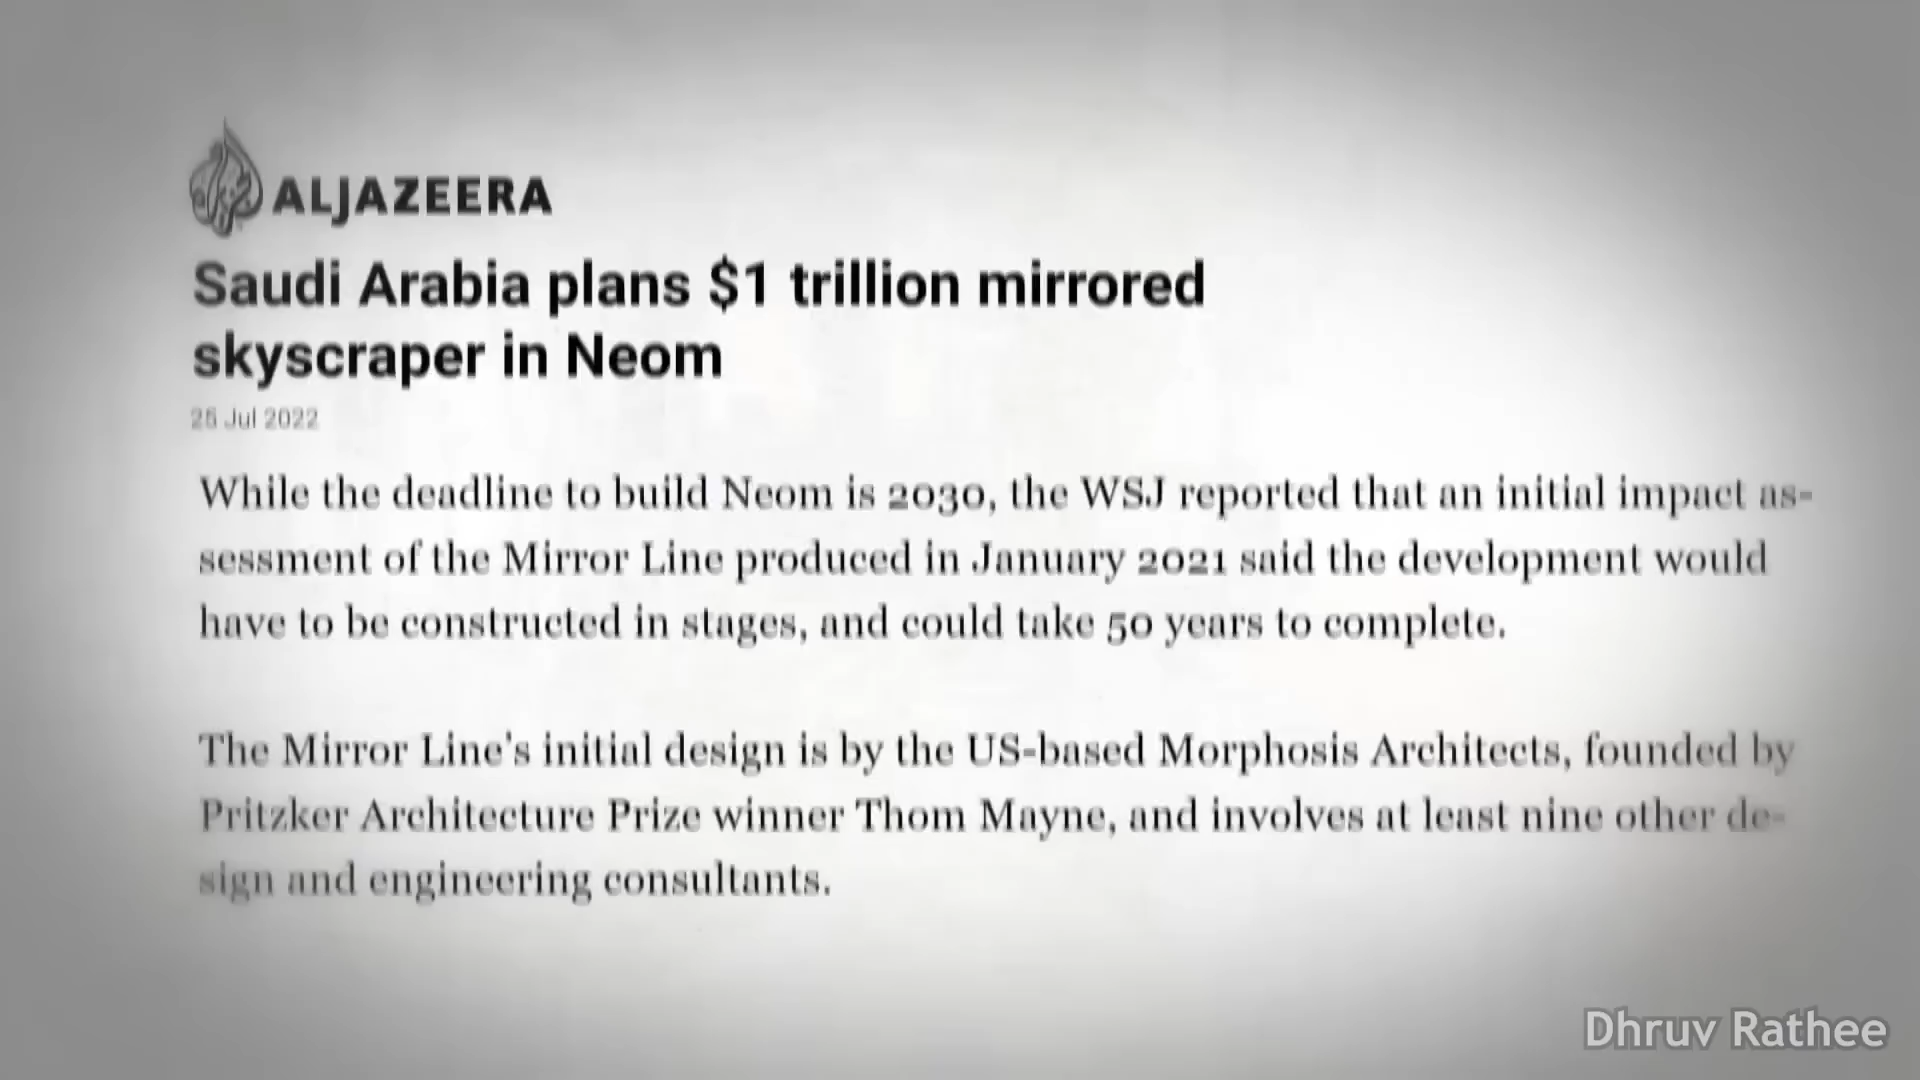 ALJAZEERA
Saudi Arabia plans $1 trillion mirrored
skyscraper in Neom
25 Jul 2022
While the deadline to build Neom is 2030, the WSJ reported that an initial impact as-
sessment of the Mirror Line produced in January 2021 said the development would
have to be constructed in stages, and could take 50 years to complete.
The Mirror Line's initial design is by the US-based Morphosis Architects, founded by
Pritzker Architecture Prize winner Thom Mayne, and involves at least nine other de-
sign and engineering consultants.
Dhruv Rathee